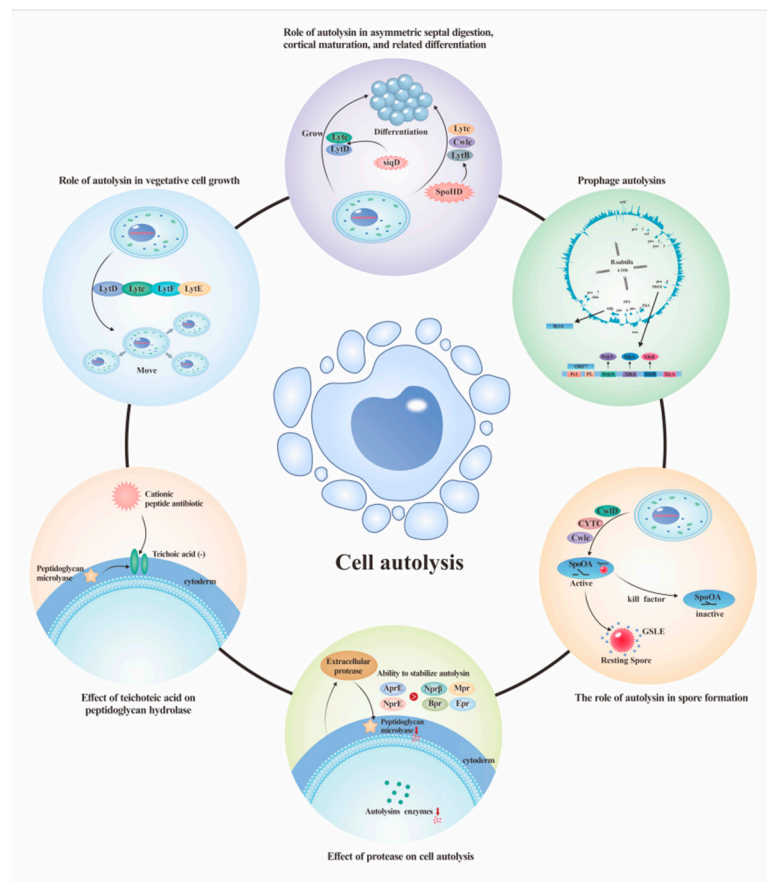 Role of autolysin in asymmetric septal digestion,
cortical maturation, and related differentiation
Differentiation
Grow
Lytc
LytD
siqD
Lytc
Cwlc
LytB
SpoIID
Role of autolysin in vegetative cell growth
LytD Lytc LytF LytE
Move
Prophage autolysins
B.subtilis
Cationic
peptide antibiotic
Teichoic acid (-)
Peptidoglycan
microlyase
cytoderm
Effect of teichoteic acid on
peptidoglycan hydrolase
Cell autolysis
CwlD
CYTC
Cwlc
SpoOA
Active
kill factor
SpoOA
inactive
GSLE
Resting Spore
The role of autolysin in spore formation
Extracellular
protease
Ability to stabilize autolysin
AprE Nprβ Mpr
NprE > Bpr Epr
Peptidoglycan
microlyase
cytoderm
Autolysins enzymes
Effect of protease on cell autolysis